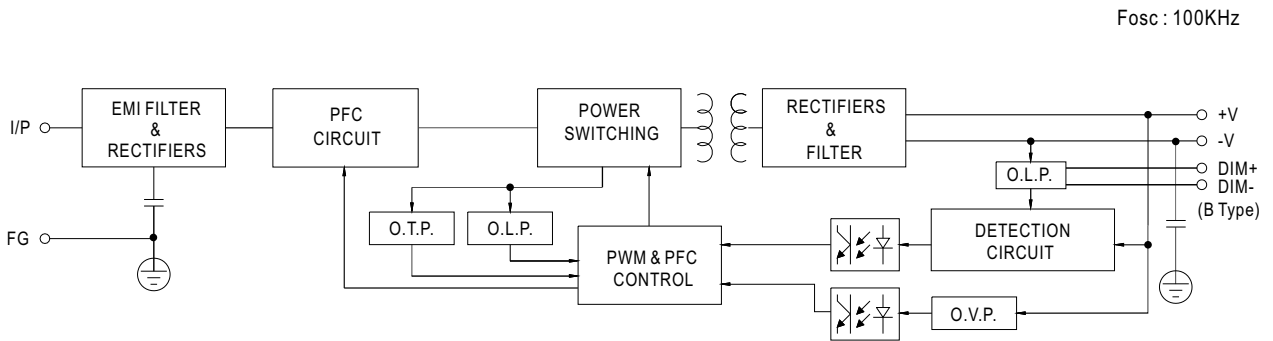 Fosc : 100KHz
I/P
EMI FILTER
&
RECTIFIERS
PFC
CIRCUIT
POWER
SWITCHING
RECTIFIERS
&
FILTER
+V
-V
O.L.P.
DIM+
DIM-
(B Type)
FG
O.T.P.
O.L.P.
PWM & PFC
CONTROL
DETECTION
CIRCUIT
O.V.P.